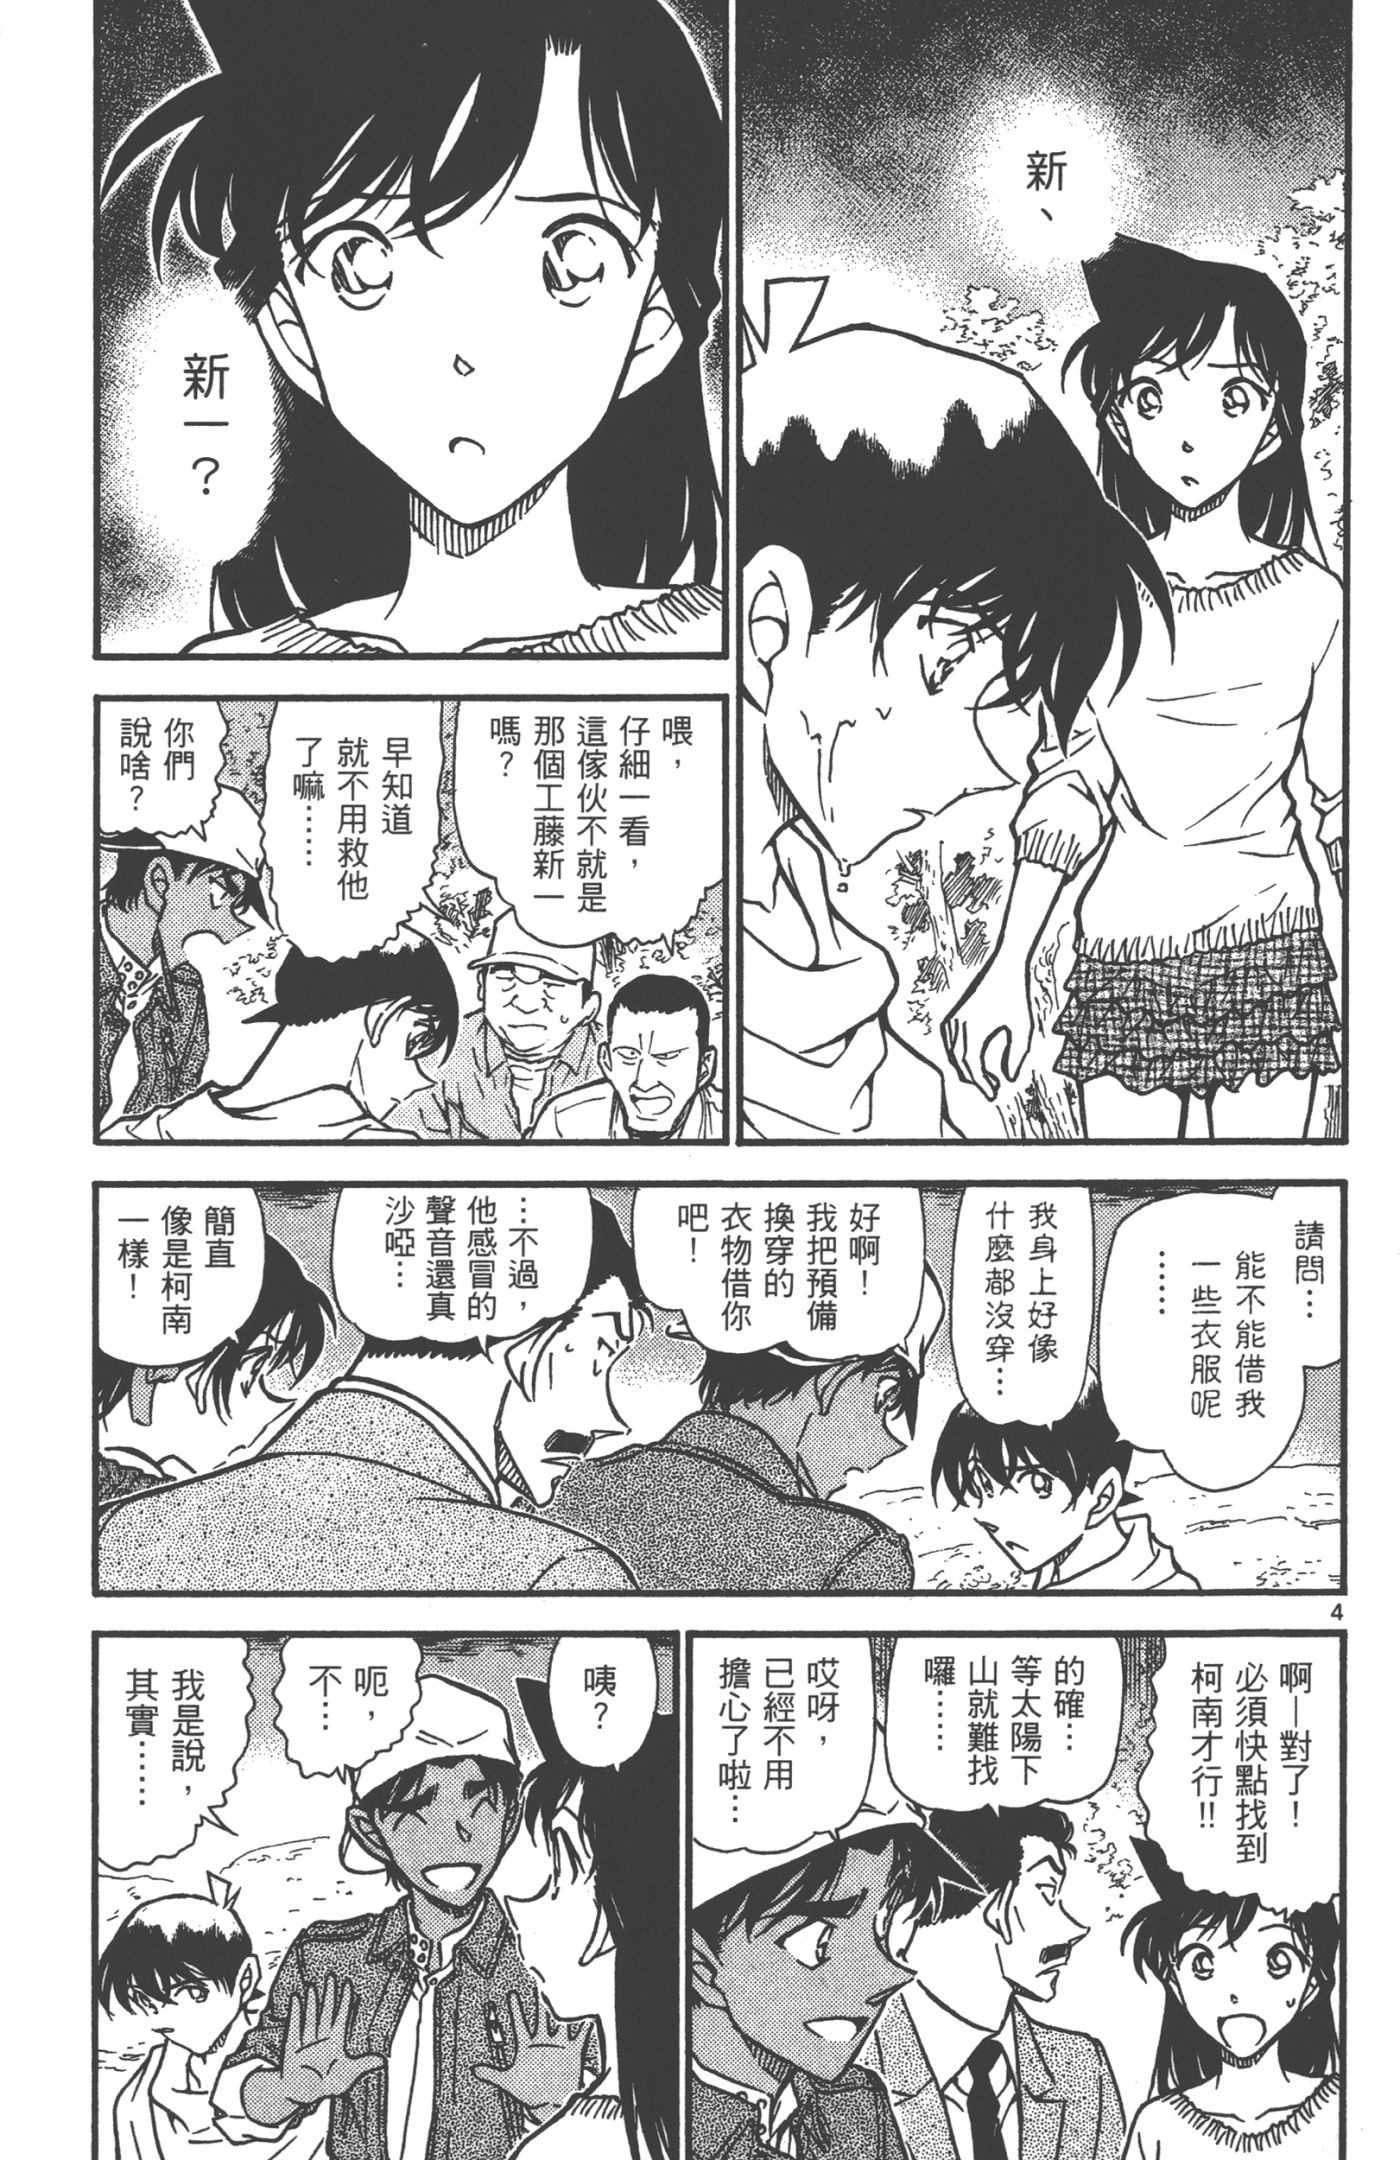 新、
新一？
喂，
仔細一看，
這傢伙不就是
那個工藤新一
嗎？
早知道
就不用救他
了嘛……
你們
說啥？
請問…
能不能借我
一些衣服呢
……
我身上好像
什麼都沒穿…
好啊！
我把預備
換穿的
衣物借你
吧！
…不過，
他感冒的
聲音還真
沙啞…
簡直
像是柯南
一樣！
4
啊—對了！
必須快點找到
柯南才行!!
的確…
等太陽下
山就難找
囉……
哎呀，
已經不用
擔心了啦…
咦？
呃，
不…
我是說，
其實……